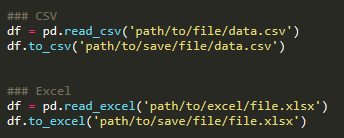 ### CSV
df = pd.read_csv('path/to/file/data.csv')
df.to_csv('path/to/save/file/data.csv')
### Excel
df = pd.read_excel('path/to/excel/file.xlsx')
df.to_excel('path/to/save/file/file.xlsx')